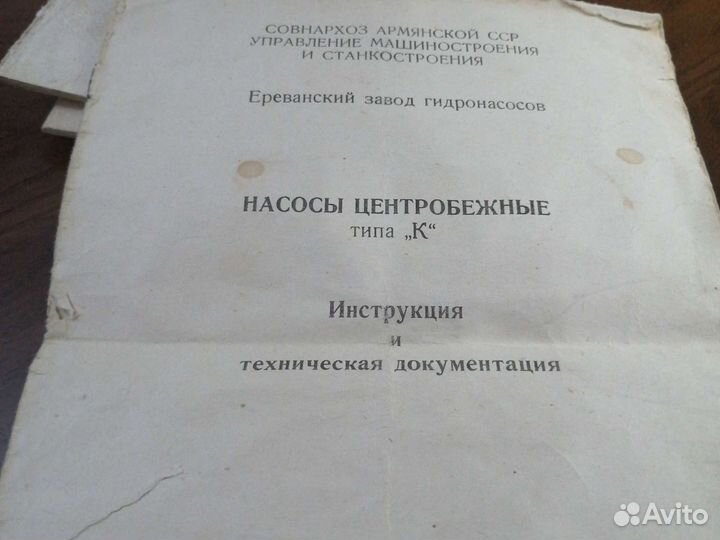 СОВНАРХОЗ АРМЯНСКОЙ ССР
УПРАВЛЕНИЕ МАШИНОСТРОЕНИЯ
И СТАНКОСТРОЕНИЯ
Ереванский завод гидронасосов
НАСОСЫ ЦЕНТРОБЕЖНЫЕ
типа „К“
Инструкция
и
техническая документация
Avito